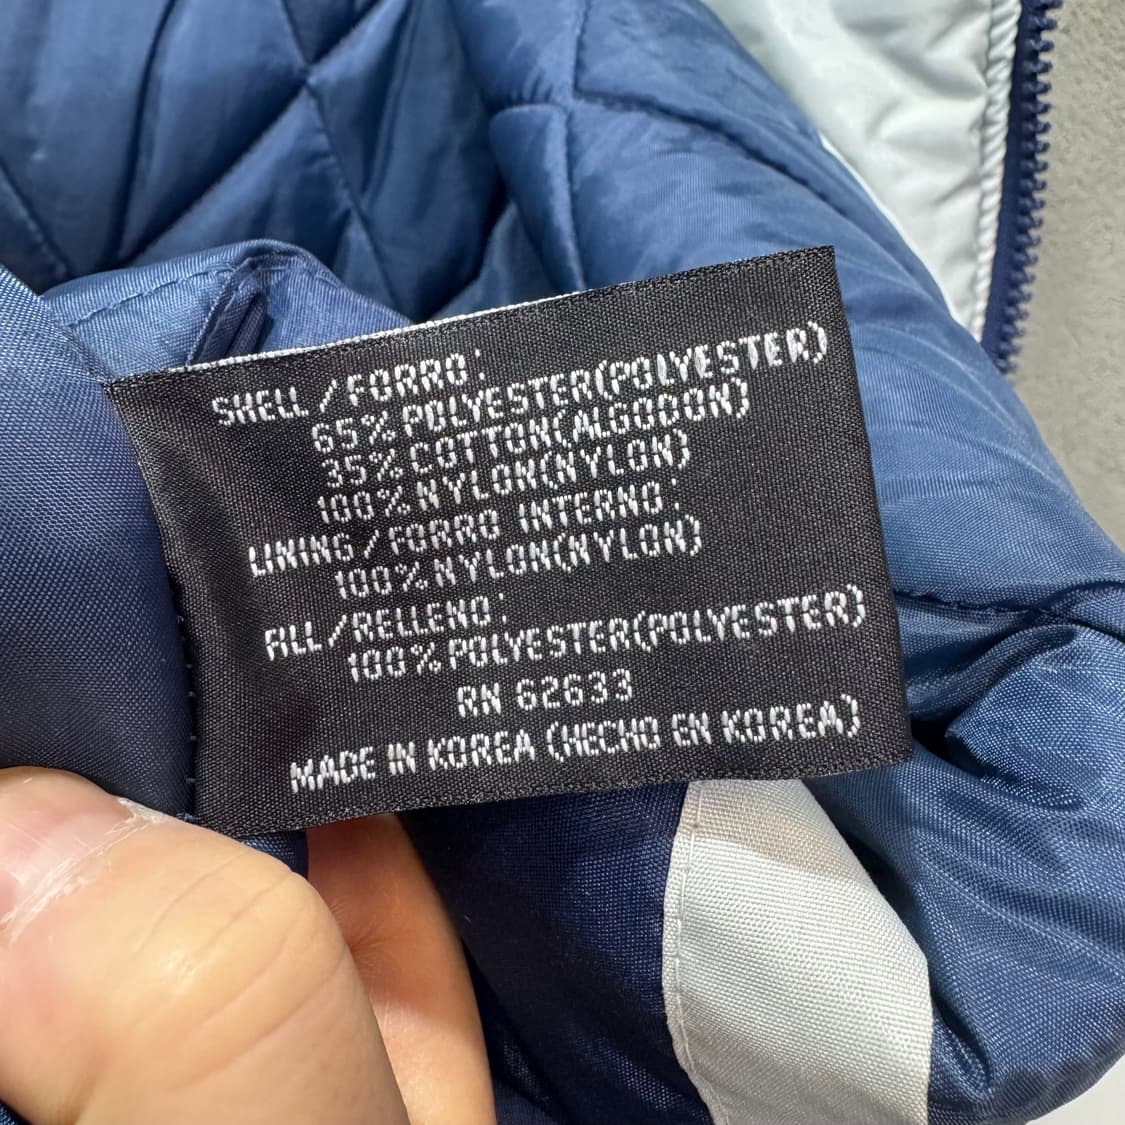 SHELL/FORRO:
65% POLYESTER(POLYESTER)
35% COTTON(ALGODON)
100% NYLON(NYLON)
LINING/FORRO INTERNO:
100% NYLON(NYLON)
FILL/RELLENO:
100% POLYESTER(POLYESTER)
RN 62633
MADE IN KOREA (HECHO EN KOREA)